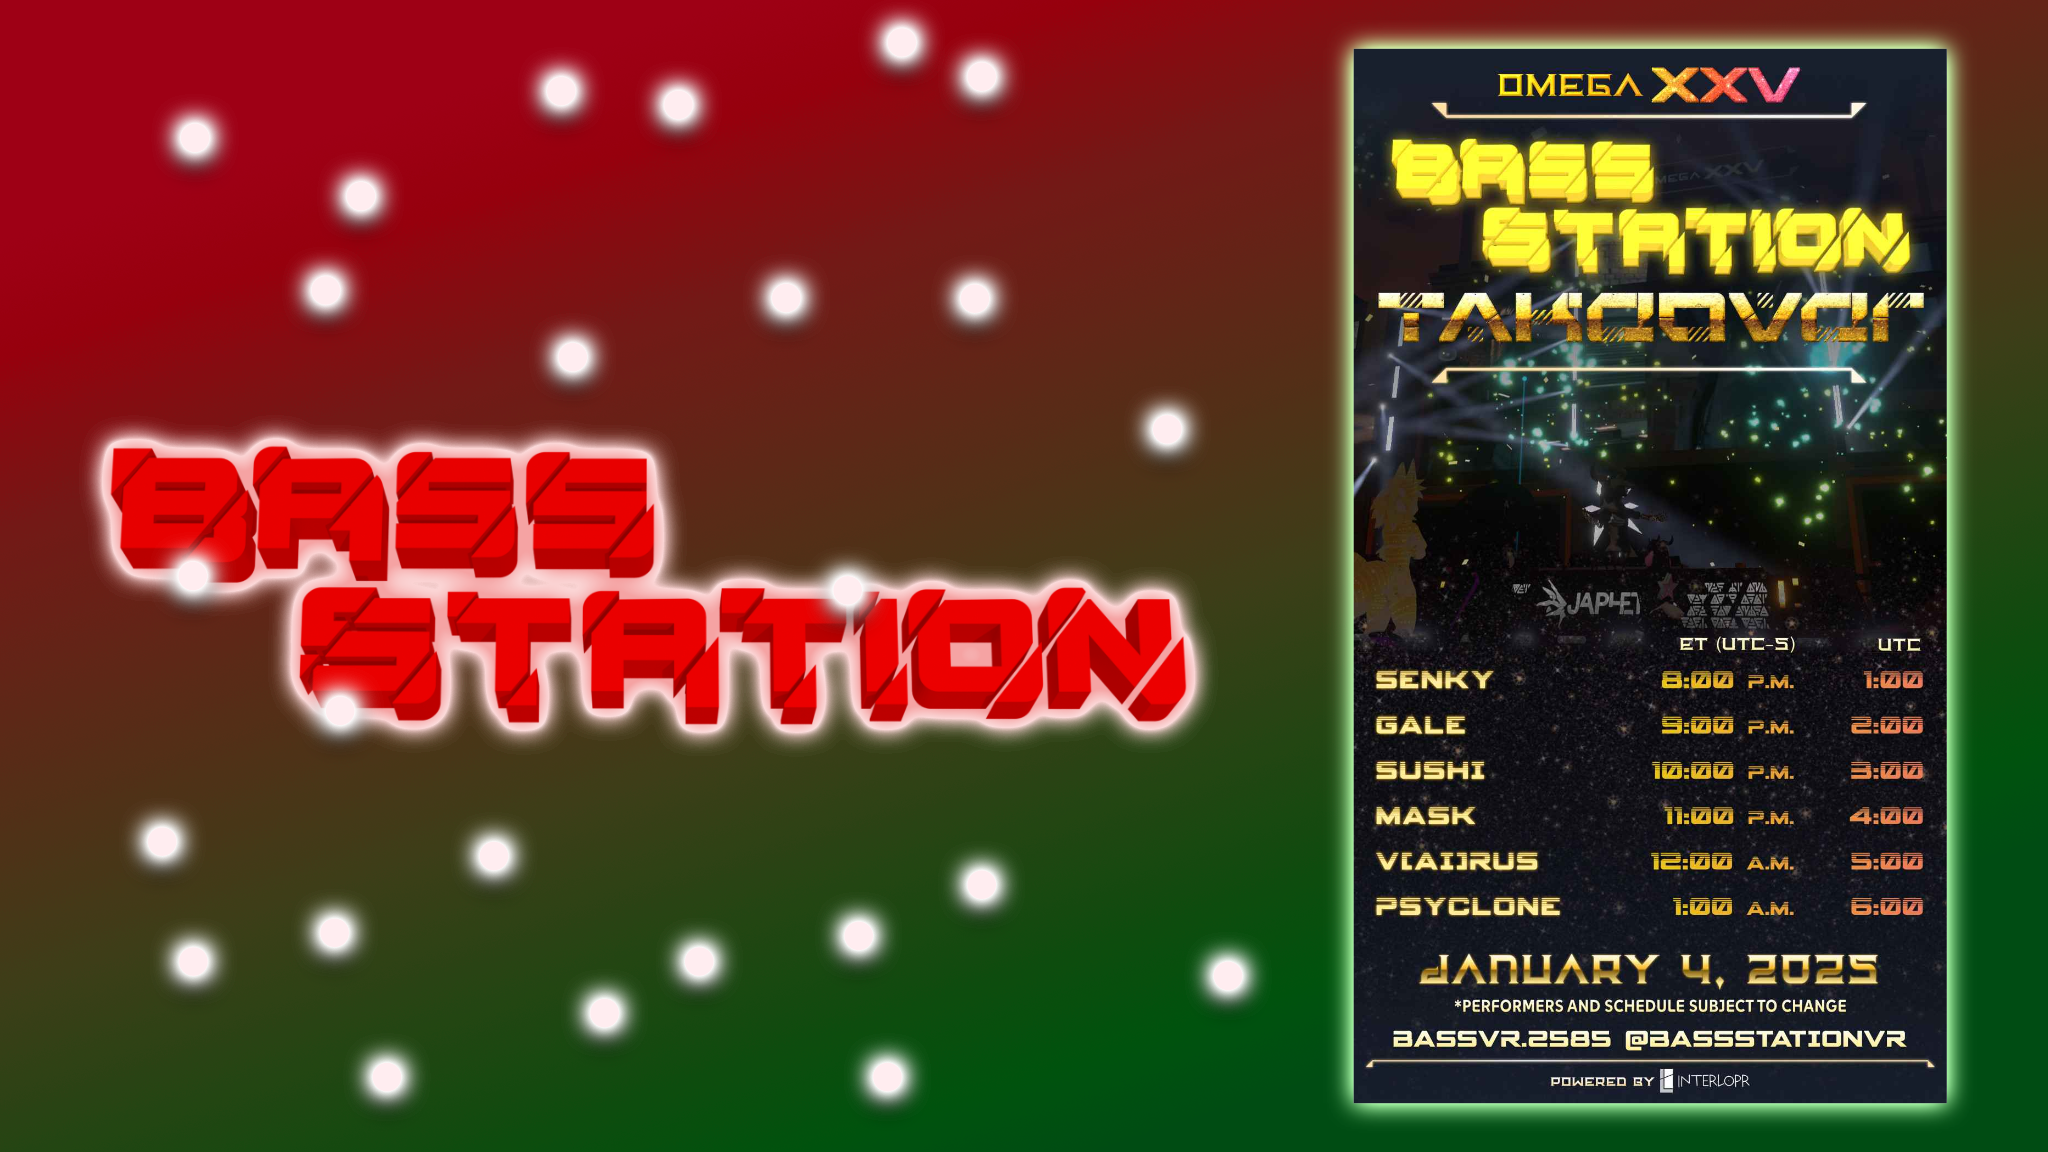 BASS
STATION
OMEGA XXV
BASS
STATION
TAKEOVER
JAPHET
ET (UTC-5) UTC
SENKY 8:00 P.M. 1:00
GALE 9:00 P.M. 2:00
SUSHI 10:00 P.M. 3:00
MASK 11:00 P.M. 4:00
V[AI]RUS 12:00 A.M. 5:00
PSYCLONE 1:00 A.M. 6:00
JANUARY 4, 2025
*PERFORMERS AND SCHEDULE SUBJECT TO CHANGE
BASSVR.2585 @BASSSTATIONVR
POWERED BY INTERLOPR